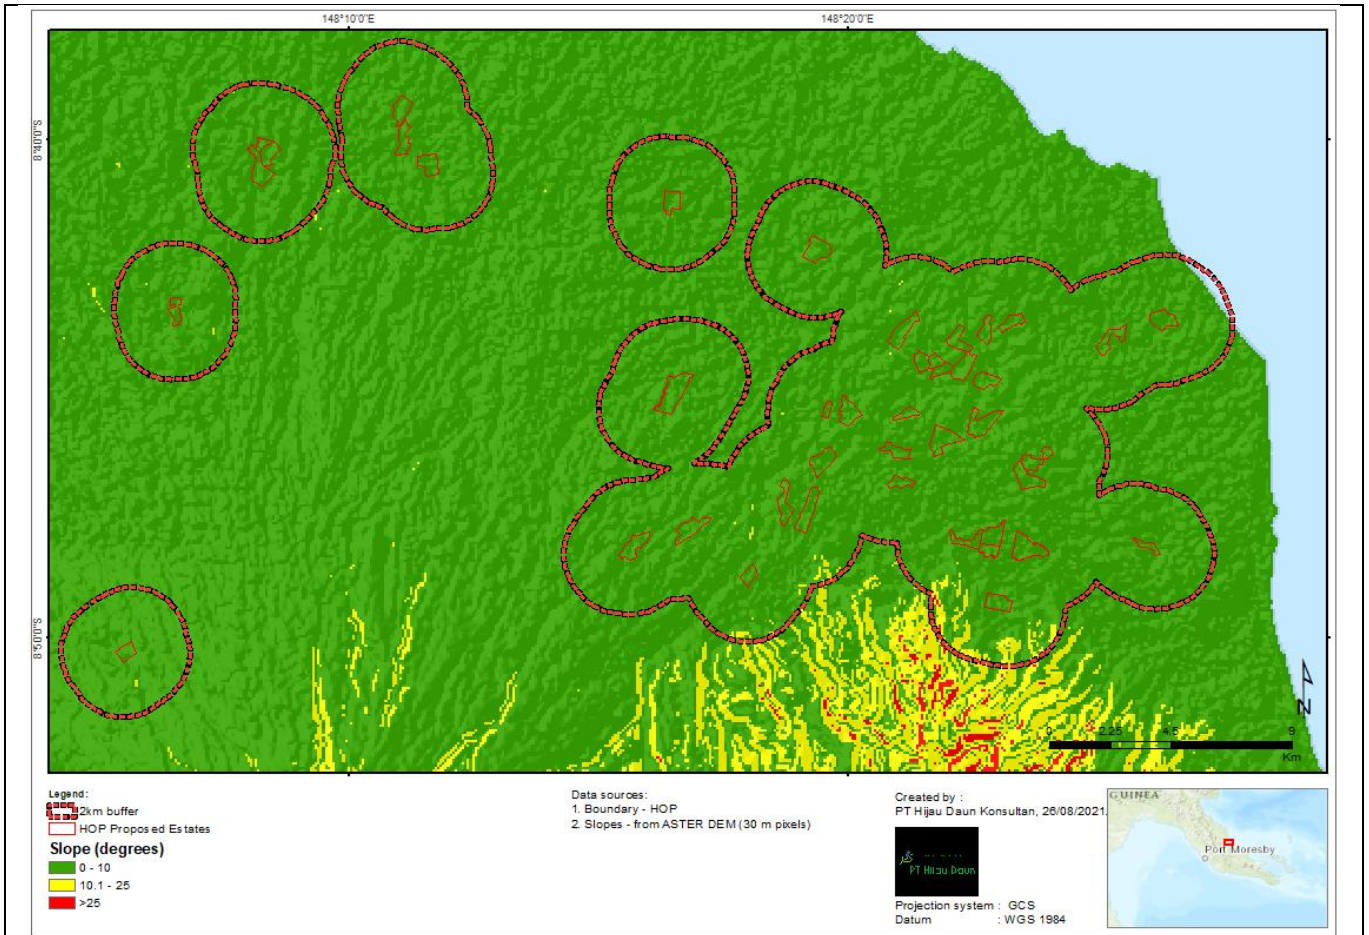 148°10'0"E
148°20'0"E
8°40'0"S
8°50'0"S
N
0 2.25 4.5 9
Km
Legend:
2km buffer
HOP Proposed Estates
Slope (degrees)
0 - 10
10.1 - 25
>25
Data sources:
1. Boundary - HOP
2. Slopes - from ASTER DEM (30 m pixels)
Created by :
PT Hijau Daun Konsultan, 26/08/2021.
PT Hijau Daun
Projection system : GCS
Datum : WGS 1984
GUINEA
Port Moresby